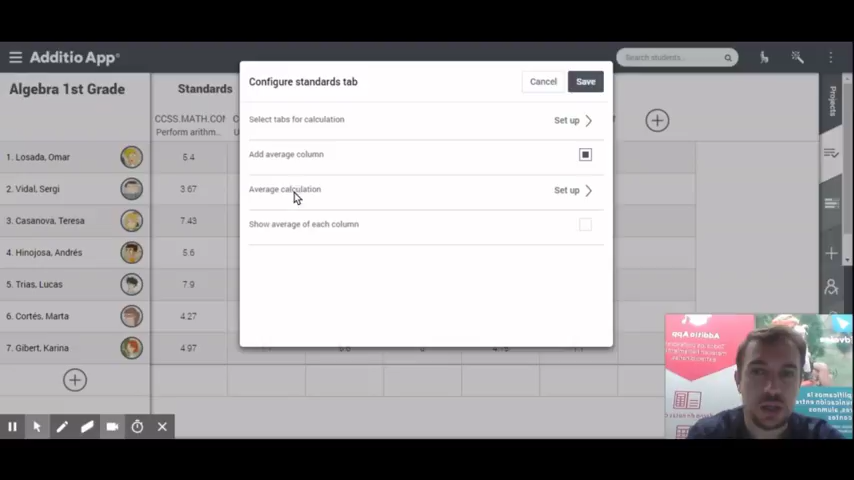 Additio App®
Search students...
Algebra 1st Grade
Standards
CCSS.MATH.CON
Perform arithm...
Configure standards tab
Cancel
Save
Select tabs for calculation
Set up
Add average column
Average calculation
Set up
Show average of each column
1. Losada, Omar
5.4
2. Vidal, Sergi
3.67
3. Casanova, Teresa
7.43
4. Hinojosa, Andrés
5.6
5. Trias, Lucas
7.9
6. Cortés, Marta
4.27
7. Gibert, Karina
4.97
Projects
Additio App